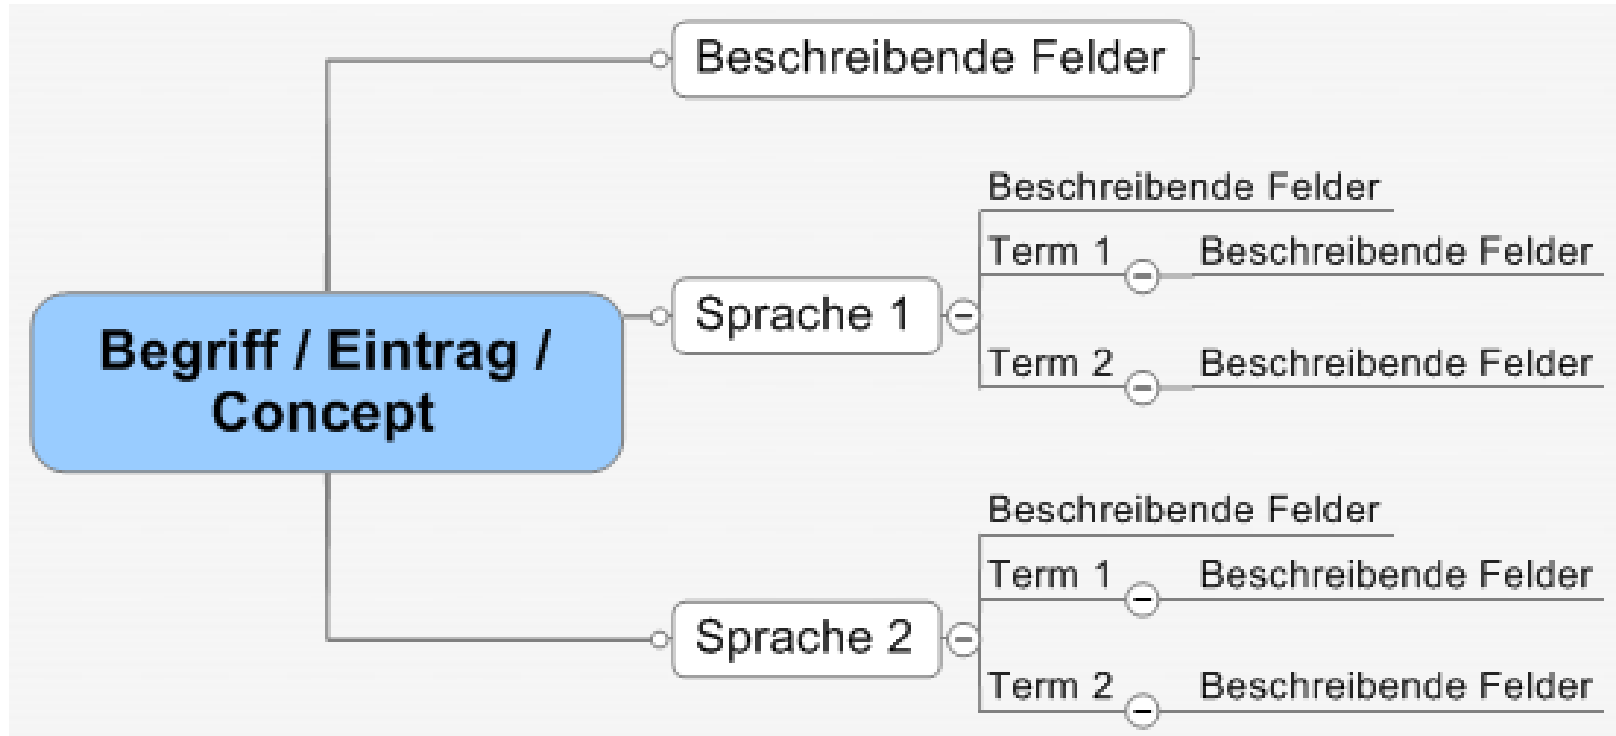 Beschreibende Felder
Begriff / Eintrag /
Concept
Sprache 1
Beschreibende Felder
Term 1 Beschreibende Felder
Term 2 Beschreibende Felder
Sprache 2
Beschreibende Felder
Term 1 Beschreibende Felder
Term 2 Beschreibende Felder